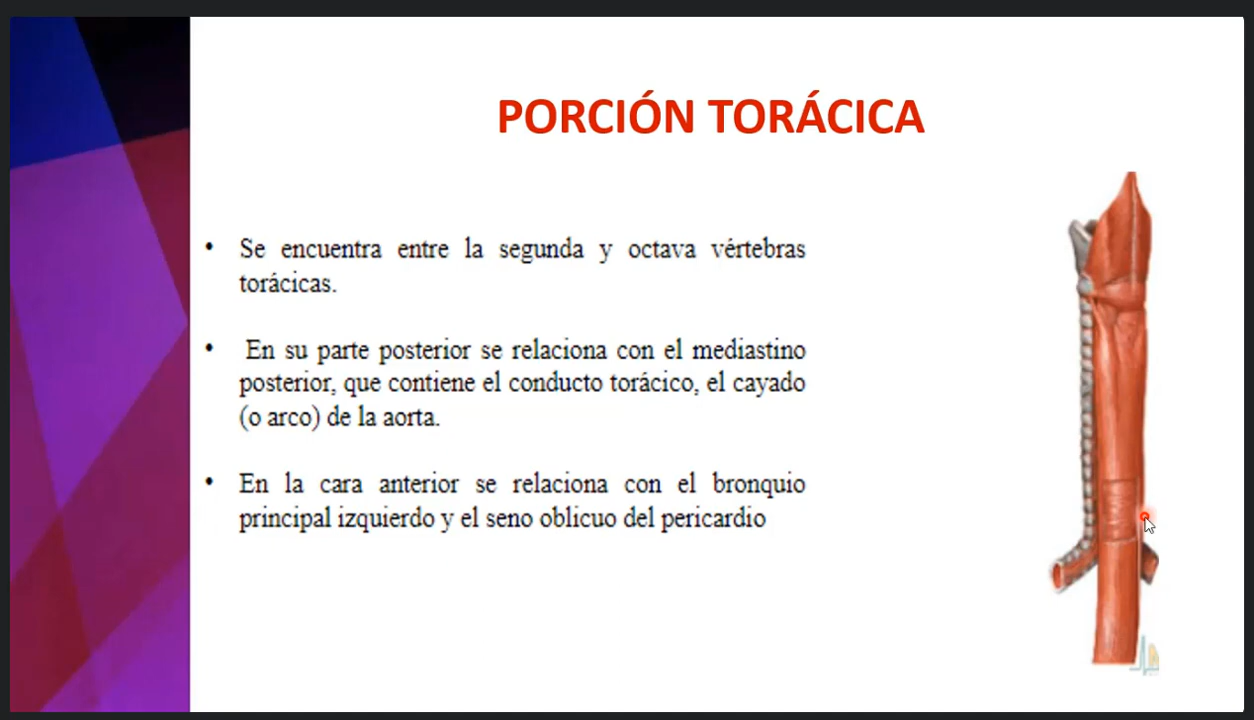 PORCIÓN TORÁCICA
• Se encuentra entre la segunda y octava vértebras
torácicas.
• En su parte posterior se relaciona con el mediastino
posterior, que contiene el conducto torácico, el cayado
(o arco) de la aorta.
• En la cara anterior se relaciona con el bronquio
principal izquierdo y el seno oblicuo del pericardio